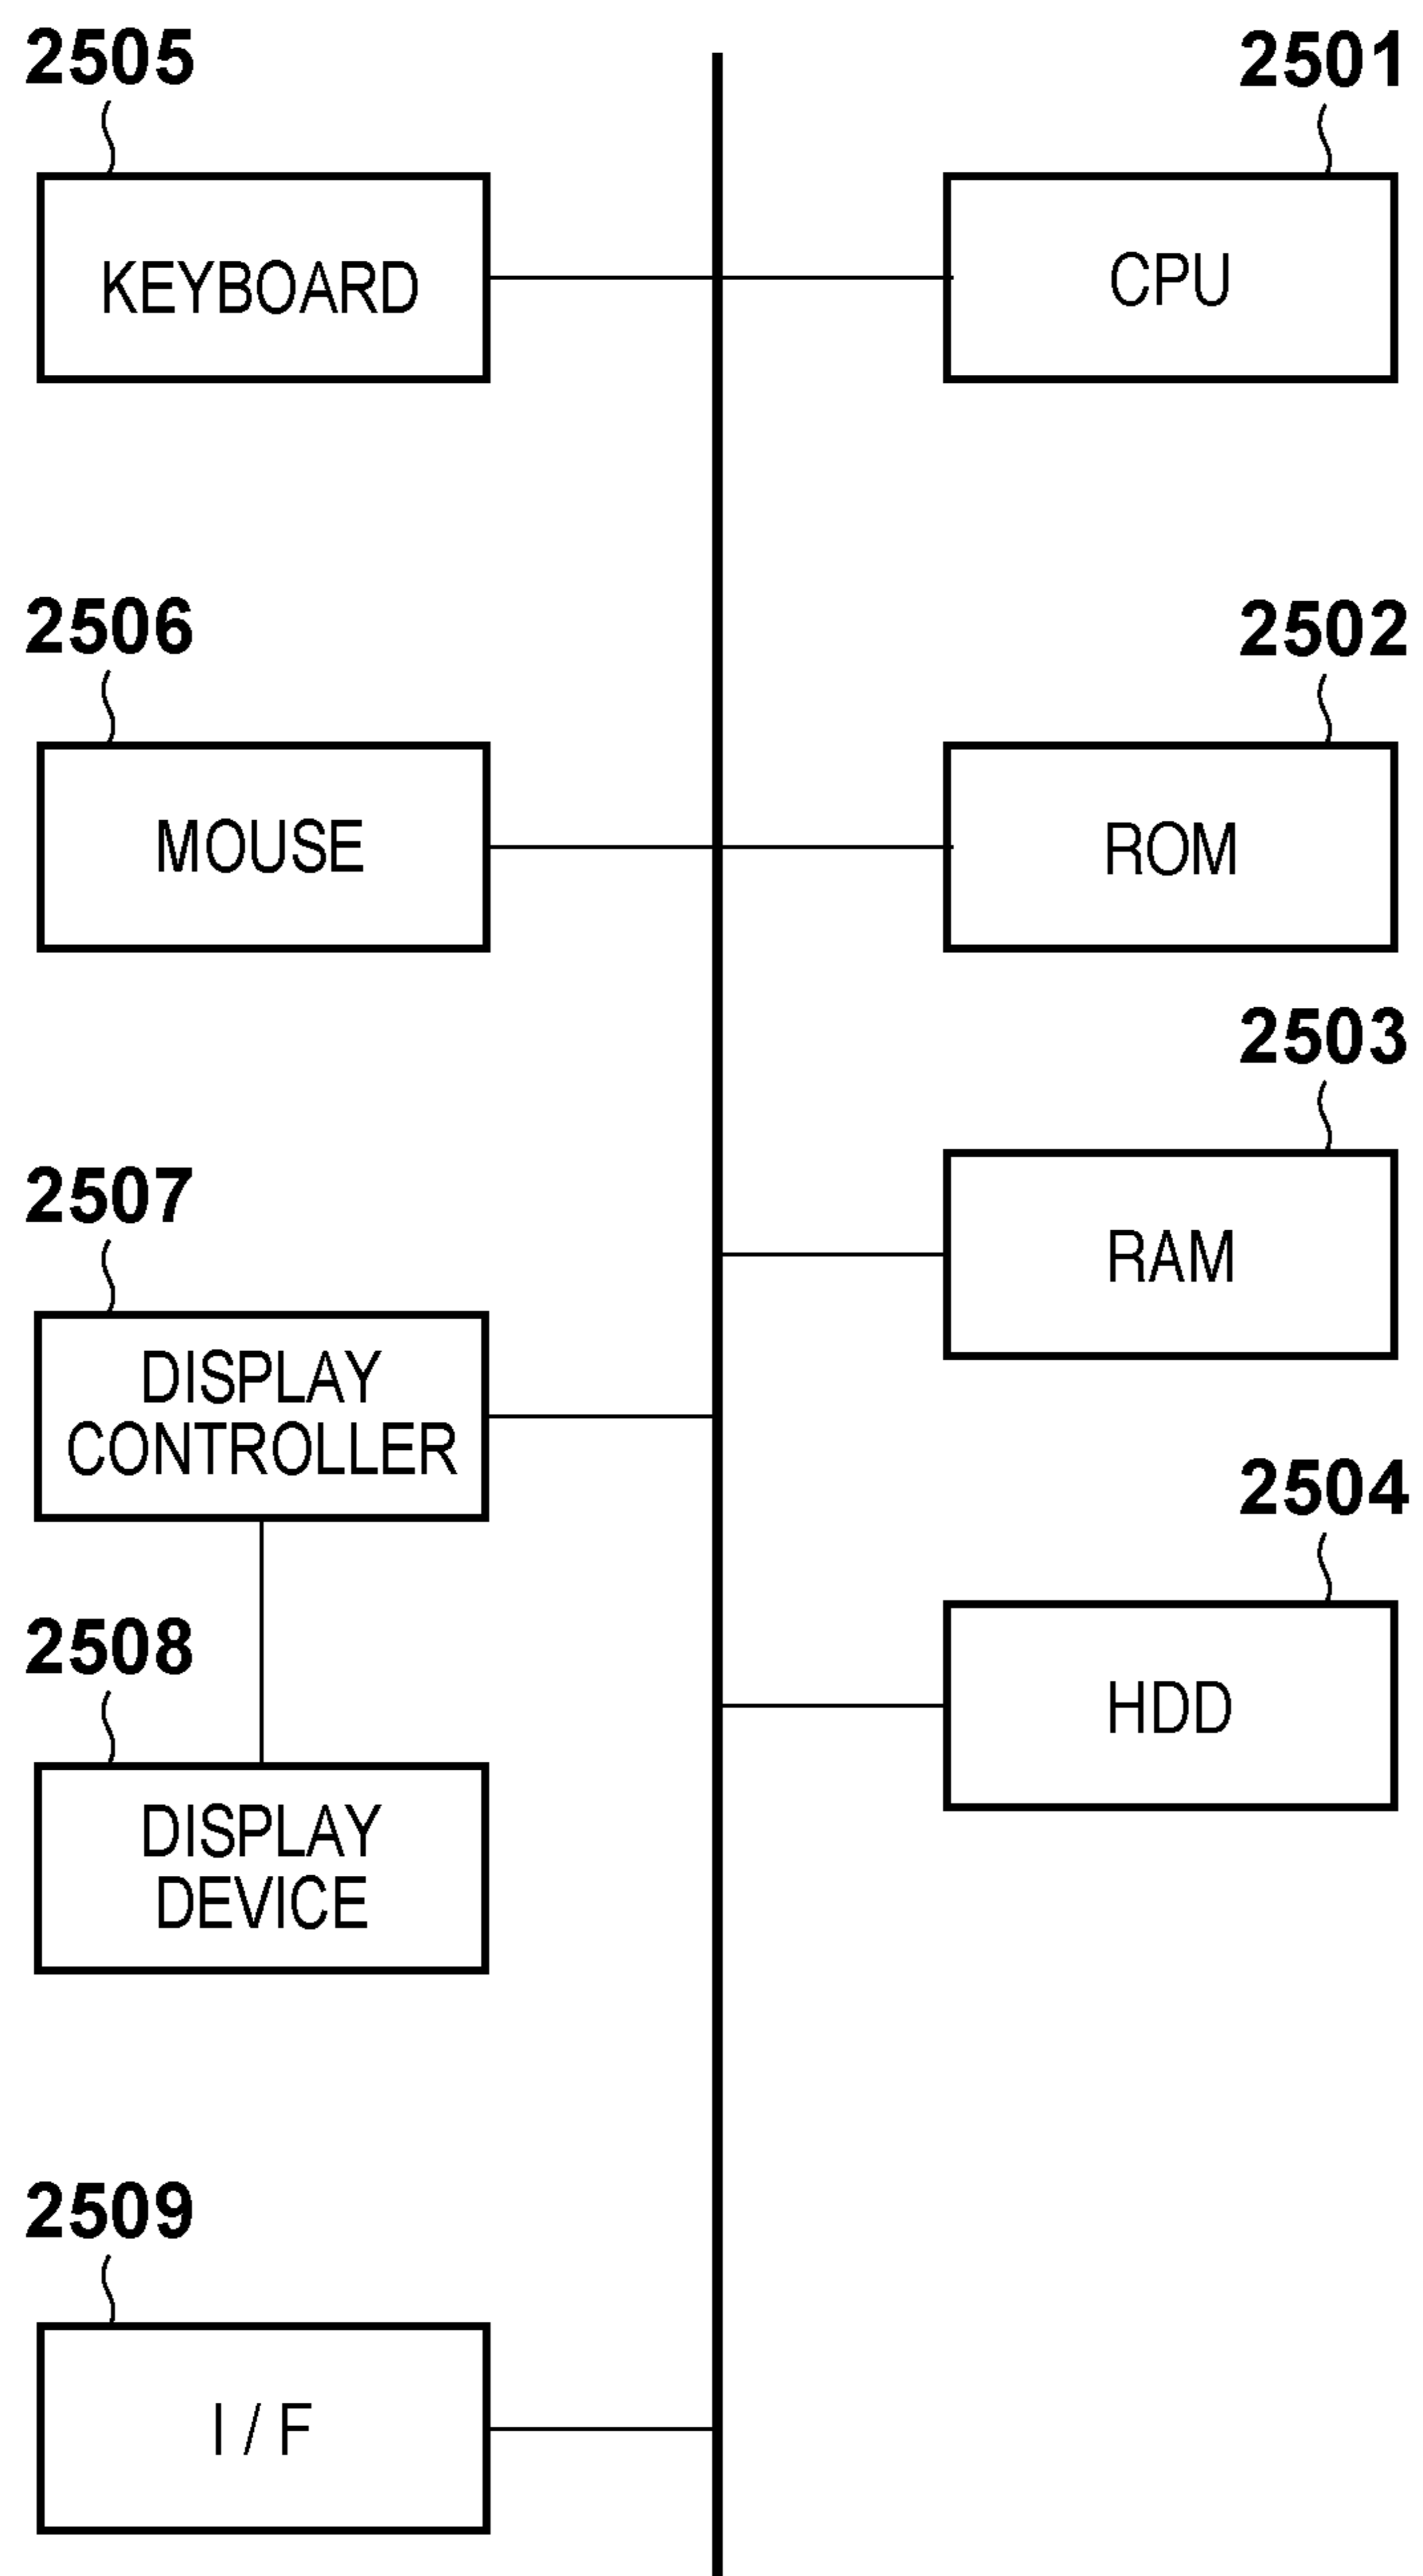 2505
KEYBOARD
2506
MOUSE
2507
DISPLAY
CONTROLLER
2508
DISPLAY
DEVICE
2509
I / F
2501
CPU
2502
ROM
2503
RAM
2504
HDD